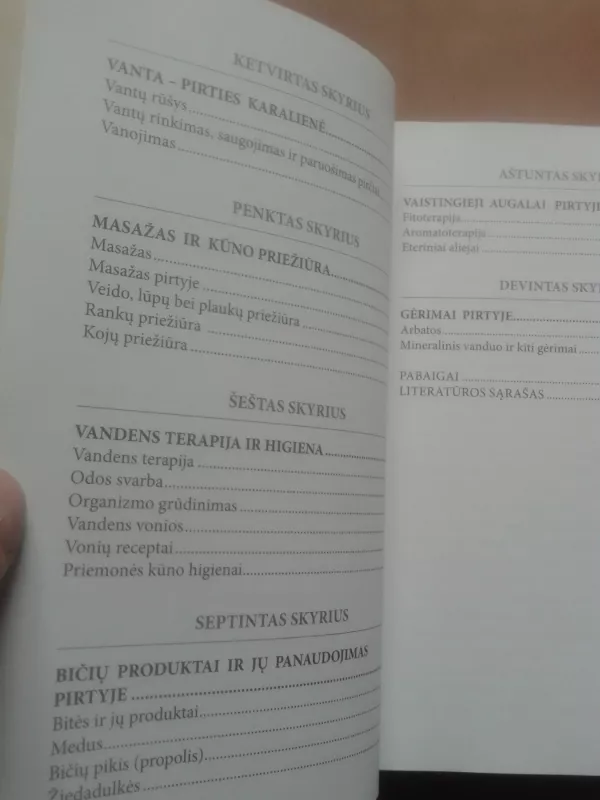 KETVIRTAS SKYRIUS
VANTA – PIRTIES KARALIENĖ
Vantų rūšys
Vantų rinkimas, saugojimas ir paruošimas pirčiai
Vanojimas
PENKTAS SKYRIUS
MASAŽAS IR KŪNO PRIEŽIŪRA
Masažas
Masažas pirtyje
Veido, lūpų bei plaukų priežiūra
Rankų priežiūra
Kojų priežiūra
ŠEŠTAS SKYRIUS
VANDENS TERAPIJA IR HIGIENA
Vandens terapija
Odos svarba
Organizmo grūdinimas
Vandens vonios
Vonių receptai
Priemonės kūno higienai
SEPTINTAS SKYRIUS
BIČIŲ PRODUKTAI IR JŲ PANAUDOJIMAS
PIRTYJE
Bitės ir jų produktai
Medus
Bičių pikis (propolis)
Žiedadulkės
AŠTUNTAS SKY
VAISTINGIEJI AUGALAI PIRTYJE
Fitoterapija
Aromatoterapija
Eteriniai aliejai
DEVINTAS SKY
GĖRIMAI PIRTYJE
Arbatos
Mineralinis vanduo ir kiti gėrimai
PABAIGAI
LITERATŪROS SĄRAŠAS